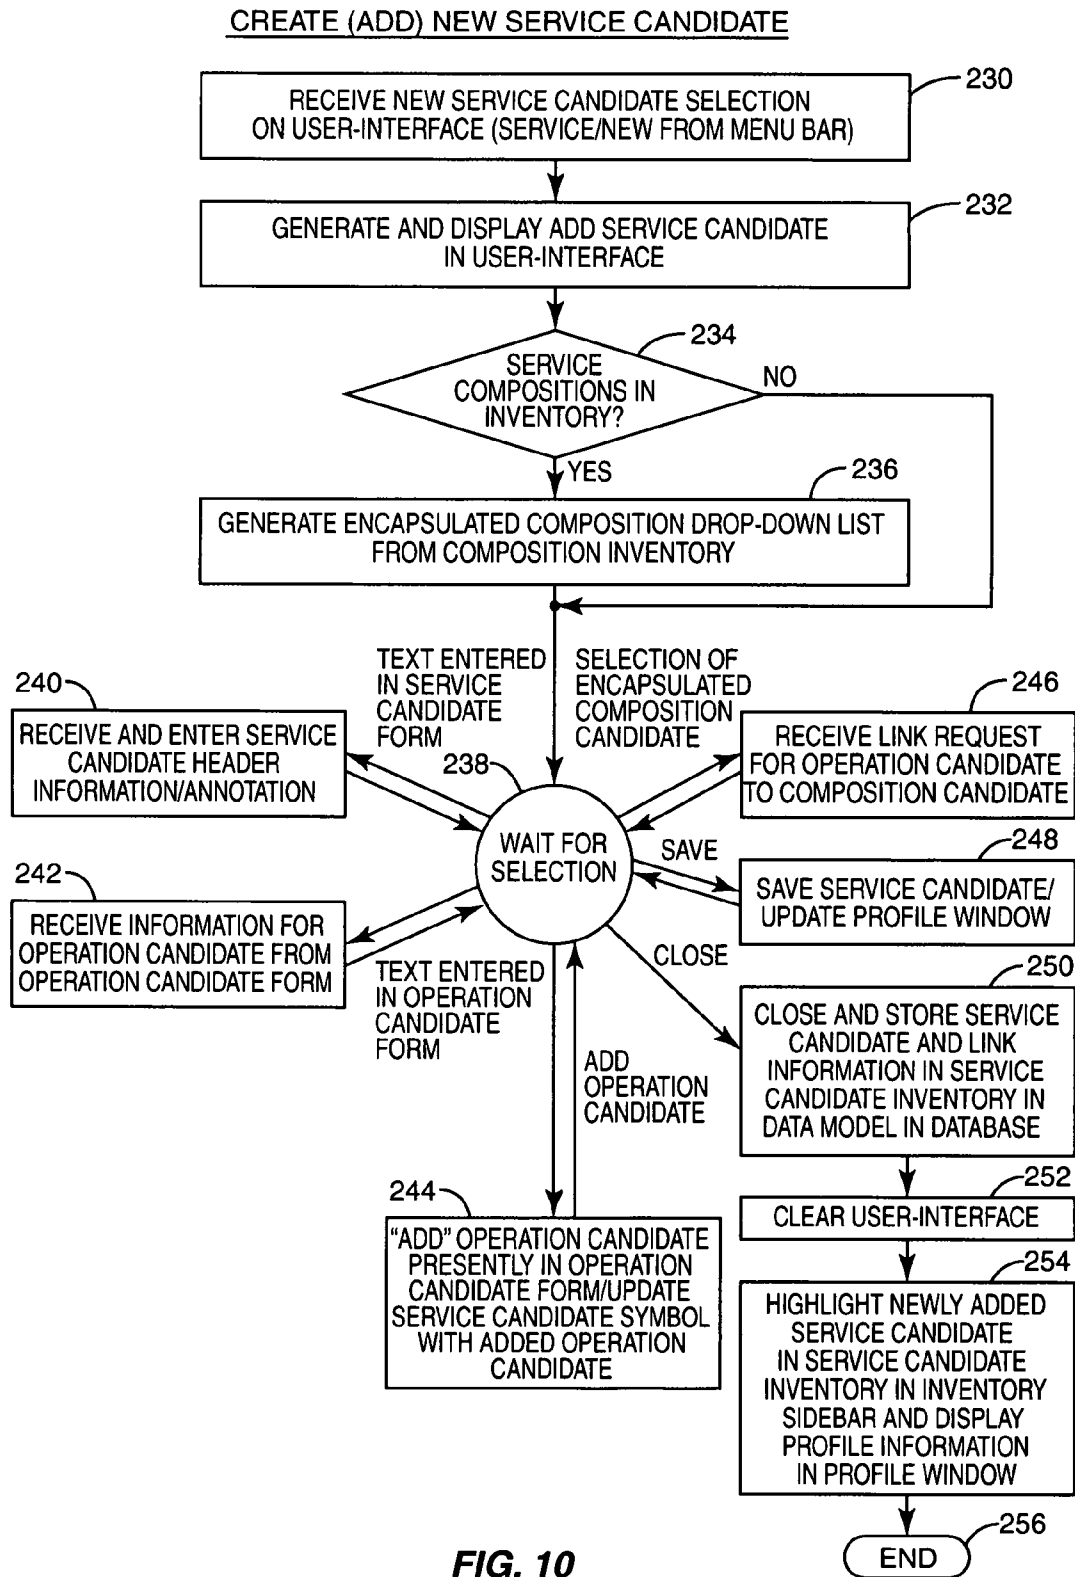 CREATE (ADD) NEW SERVICE CANDIDATE
230
RECEIVE NEW SERVICE CANDIDATE SELECTION
ON USER-INTERFACE (SERVICE/NEW FROM MENU BAR)
232
GENERATE AND DISPLAY ADD SERVICE CANDIDATE
IN USER-INTERFACE
234
SERVICE
COMPOSITIONS IN
INVENTORY?
NO
YES
236
GENERATE ENCAPSULATED COMPOSITION DROP-DOWN LIST
FROM COMPOSITION INVENTORY
TEXT ENTERED
IN SERVICE
CANDIDATE
FORM
SELECTION OF
ENCAPSULATED
COMPOSITION
CANDIDATE
240
RECEIVE AND ENTER SERVICE
CANDIDATE HEADER
INFORMATION/ANNOTATION
246
RECEIVE LINK REQUEST
FOR OPERATION CANDIDATE
TO COMPOSITION CANDIDATE
238
WAIT FOR
SELECTION
SAVE
248
SAVE SERVICE CANDIDATE/
UPDATE PROFILE WINDOW
242
RECEIVE INFORMATION FOR
OPERATION CANDIDATE FROM
OPERATION CANDIDATE FORM
TEXT ENTERED
IN OPERATION
CANDIDATE
FORM
CLOSE
250
CLOSE AND STORE SERVICE
CANDIDATE AND LINK
INFORMATION IN SERVICE
CANDIDATE INVENTORY IN
DATA MODEL IN DATABASE
ADD
OPERATION
CANDIDATE
244
"ADD" OPERATION CANDIDATE
PRESENTLY IN OPERATION
CANDIDATE FORM/UPDATE
SERVICE CANDIDATE SYMBOL
WITH ADDED OPERATION
CANDIDATE
252
CLEAR USER-INTERFACE
254
HIGHLIGHT NEWLY ADDED
SERVICE CANDIDATE
IN SERVICE CANDIDATE
INVENTORY IN INVENTORY
SIDEBAR AND DISPLAY
PROFILE INFORMATION
IN PROFILE WINDOW
256
END
FIG. 10